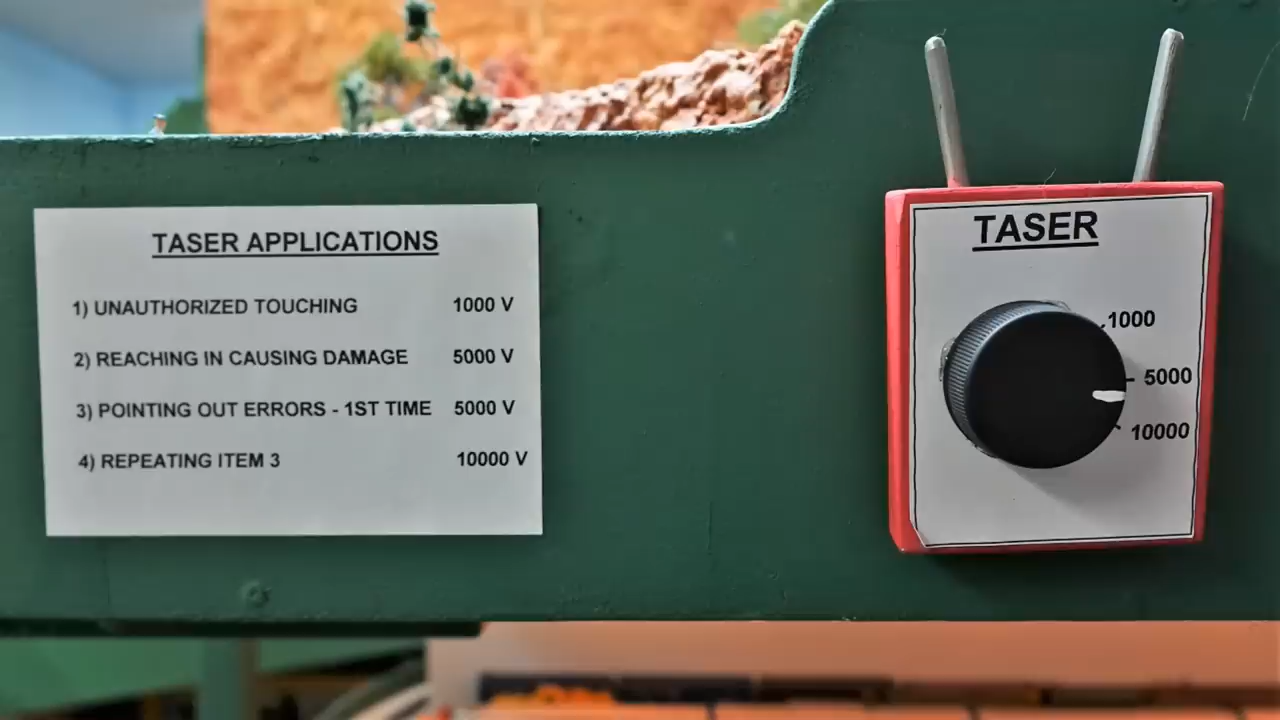 TASER APPLICATIONS
1) UNAUTHORIZED TOUCHING 1000 V
2) REACHING IN CAUSING DAMAGE 5000 V
3) POINTING OUT ERRORS - 1ST TIME 5000 V
4) REPEATING ITEM 3 10000 V
TASER
1000
5000
10000